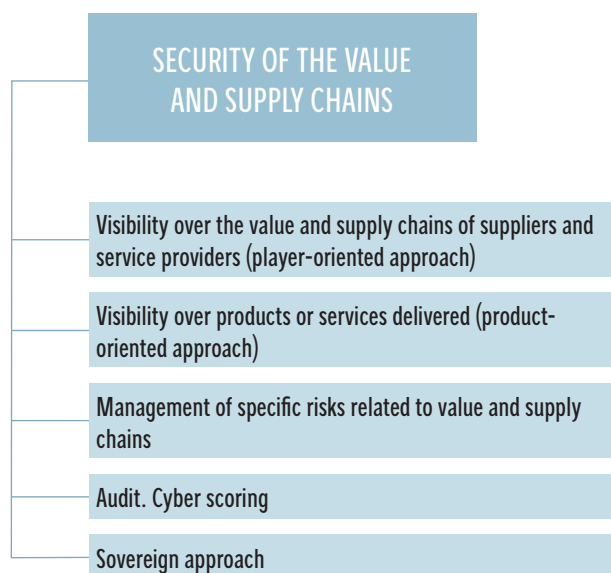 SECURITY OF THE VALUE
AND SUPPLY CHAINS
Visibility over the value and supply chains of suppliers and
service providers (player-oriented approach)
Visibility over products or services delivered (product-
oriented approach)
Management of specific risks related to value and supply
chains
Audit. Cyber scoring
Sovereign approach